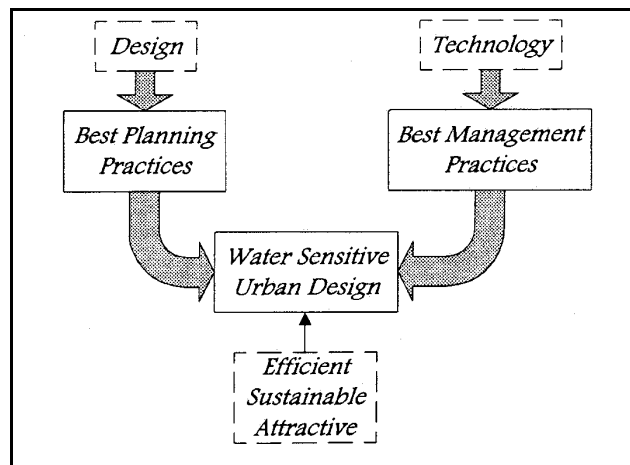 Design
Technology
Best Planning
Practices
Best Management
Practices
Water Sensitive
Urban Design
Efficient
Sustainable
Attractive